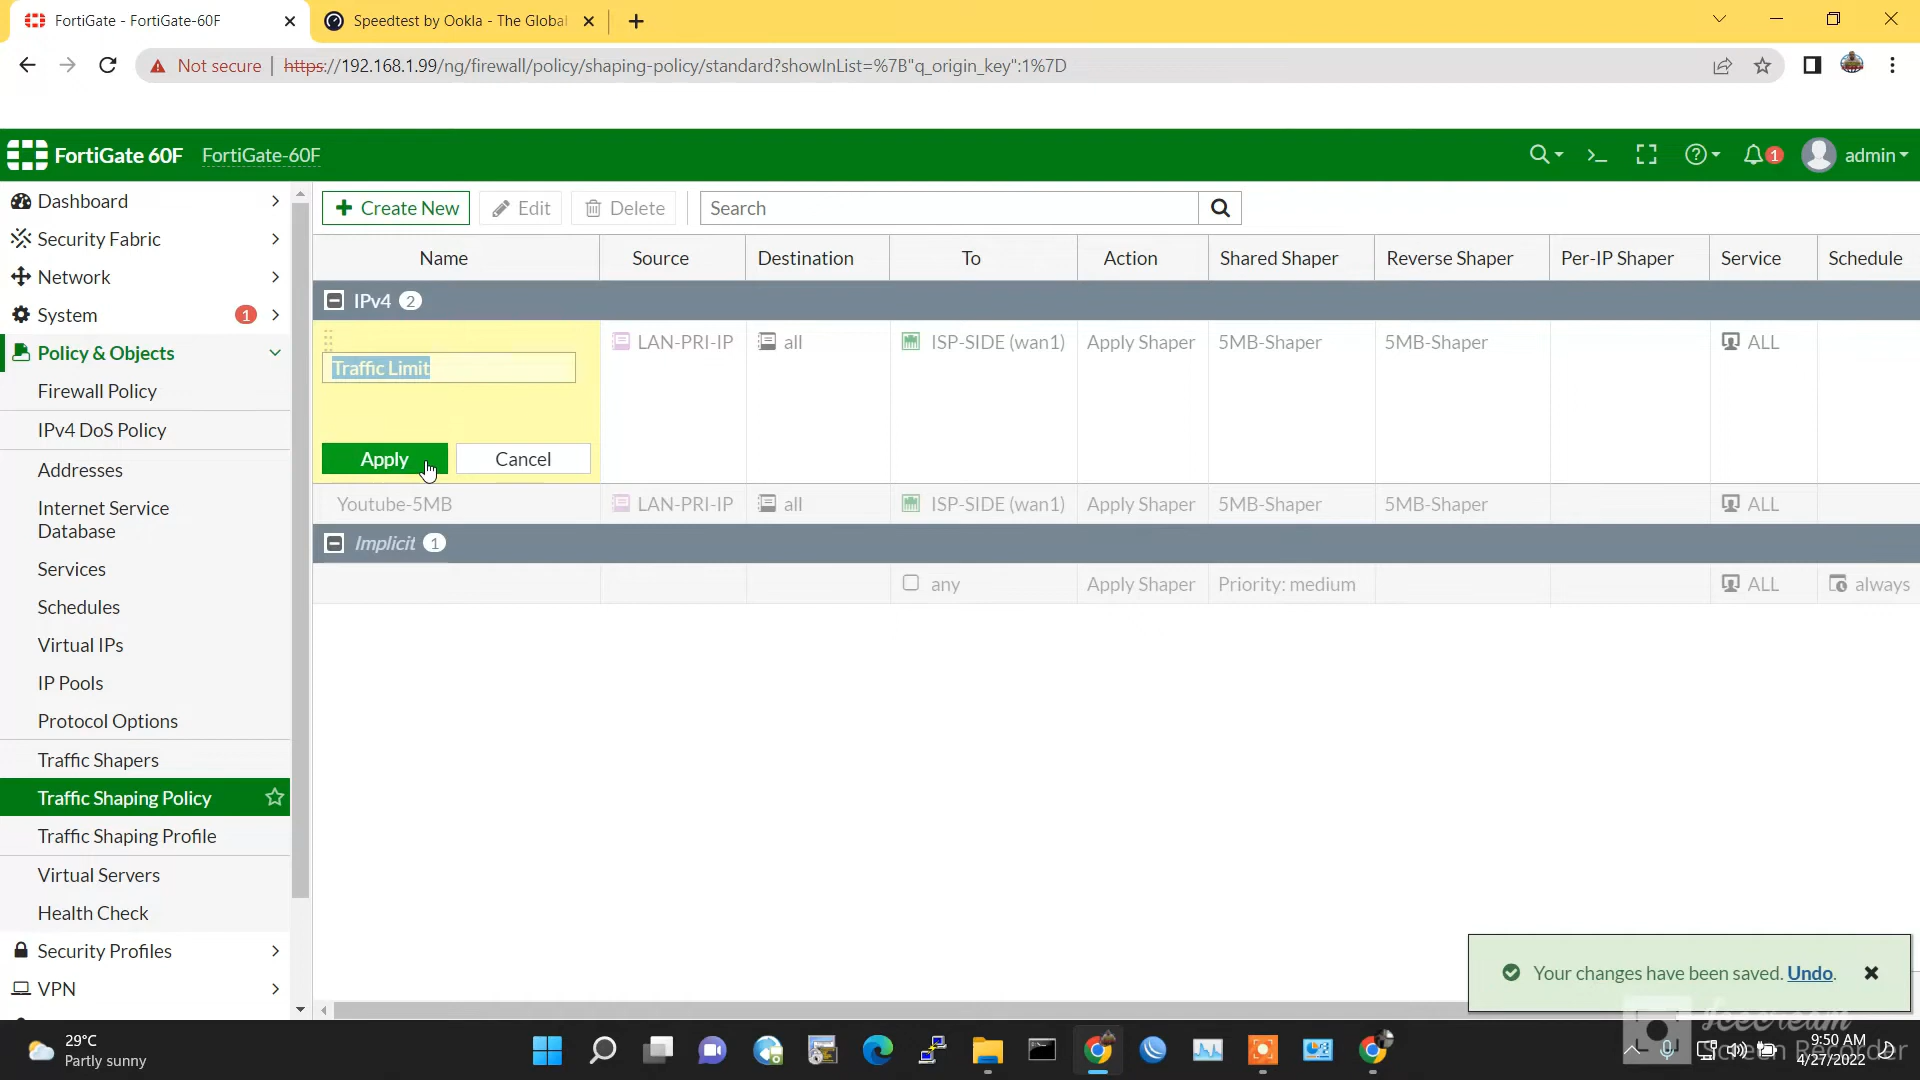 FortiGate - FortiGate-60F
Speedtest by Ookla - The Global
Not secure
https://192.168.1.99/ng/firewall/policy/shaping-policy/standard?showInList=%7B"q_origin_key":1%7D
FortiGate 60F
FortiGate-60F
1
admin
Dashboard
Security Fabric
Network
System
1
Policy & Objects
Firewall Policy
IPv4 DoS Policy
Addresses
Internet Service
Database
Services
Schedules
Virtual IPs
IP Pools
Protocol Options
Traffic Shapers
Traffic Shaping Policy
Traffic Shaping Profile
Virtual Servers
Health Check
Security Profiles
VPN
Create New
Edit
Delete
Search
Name Source Destination To Action Shared Shaper Reverse Shaper Per-IP Shaper Service Schedule
IPv4 2
LAN-PRI-IP all ISP-SIDE (wan1) Apply Shaper 5MB-Shaper 5MB-Shaper ALL
Traffic Limit
Apply Cancel
Youtube-5MB LAN-PRI-IP all ISP-SIDE (wan1) Apply Shaper 5MB-Shaper 5MB-Shaper ALL
Implicit 1
any Apply Shaper Priority: medium ALL always
Your changes have been saved. Undo.
Icecream
Screen Recorder
29°C
Partly sunny
9:50 AM
4/27/2022